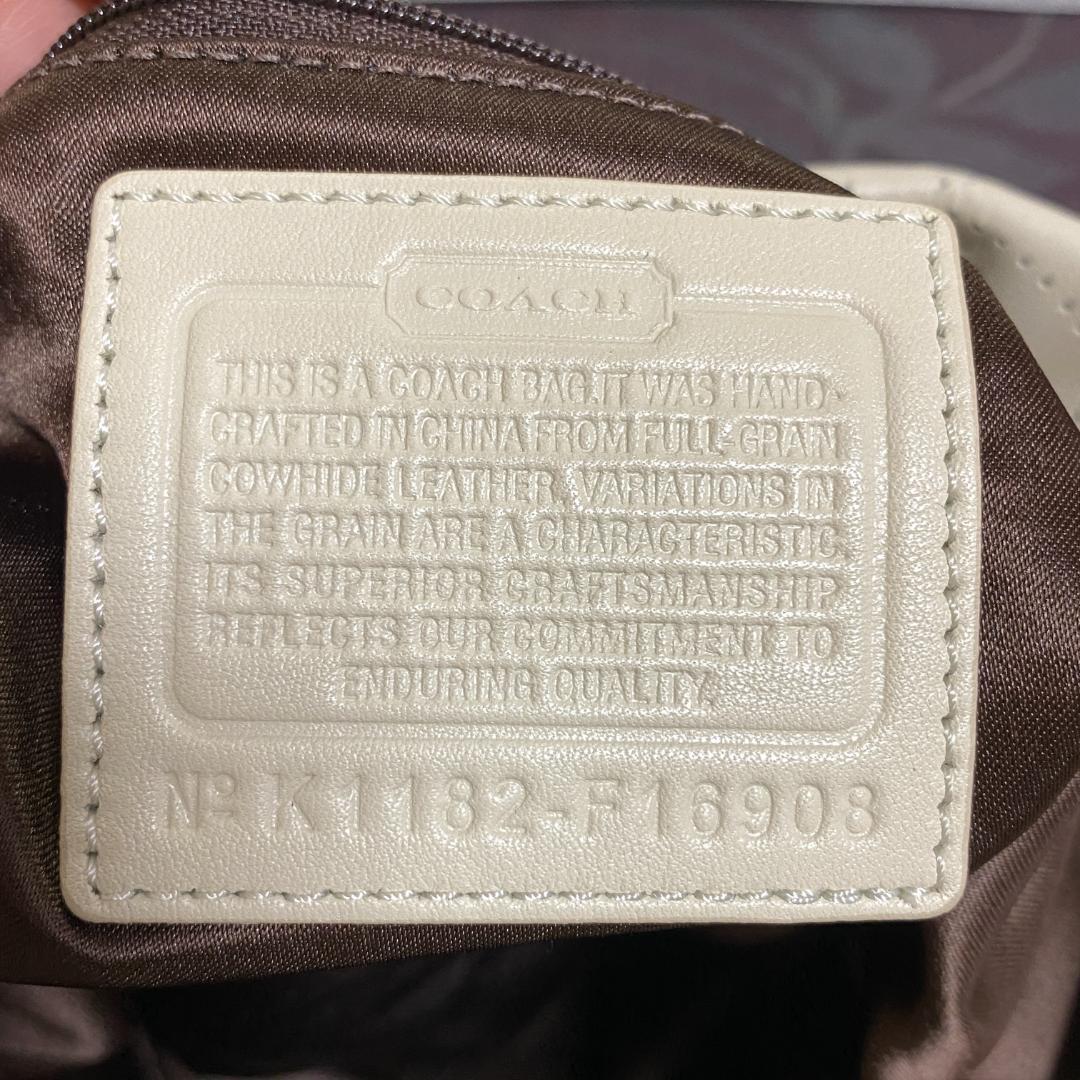 COACH
THIS IS A COACH BAG.IT WAS HAND-
CRAFTED IN CHINA FROM FULL-GRAIN
COWHIDE LEATHER. VARIATIONS IN
THE GRAIN ARE A CHARACTERISTIC.
ITS SUPERIOR CRAFTSMANSHIP
REFLECTS OUR COMMITMENT TO
ENDURING QUALITY.
Nº K1182-F16908